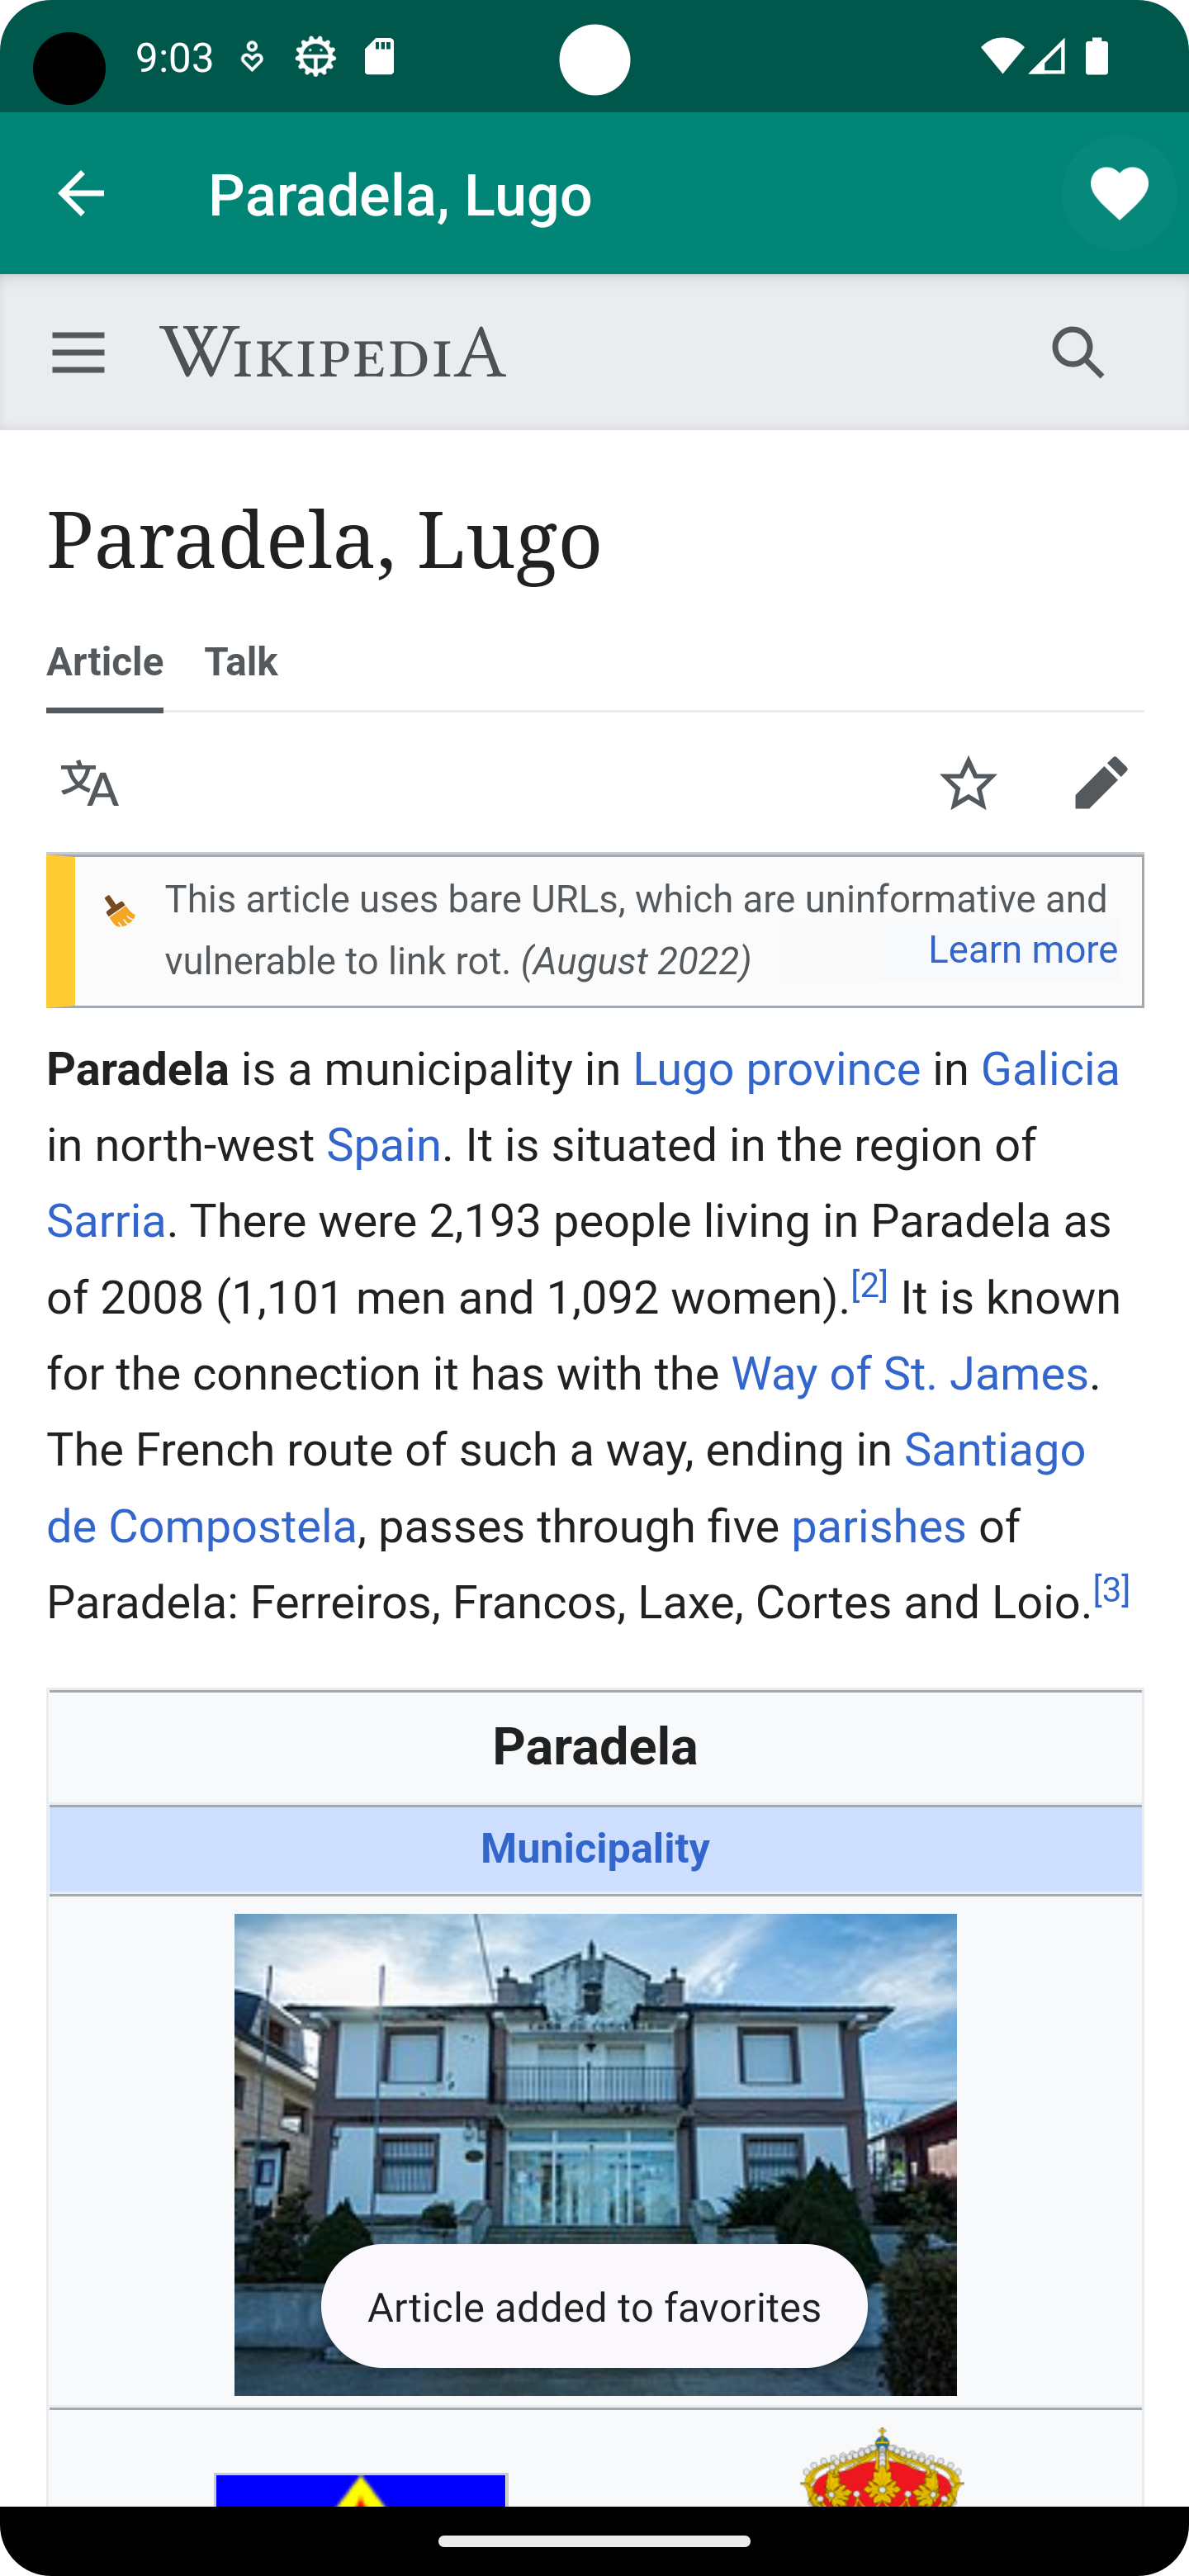 9:03
Paradela, Lugo
WIKIPEDIA
Paradela, Lugo
Article Talk
This article uses bare URLs, which are uninformative and
vulnerable to link rot. (August 2022) Learn more
Paradela is a municipality in Lugo province in Galicia
in north-west Spain. It is situated in the region of
Sarria. There were 2,193 people living in Paradela as
of 2008 (1,101 men and 1,092 women).[2] It is known
for the connection it has with the Way of St. James.
The French route of such a way, ending in Santiago
de Compostela, passes through five parishes of
Paradela: Ferreiros, Francos, Laxe, Cortes and Loio.[3]
Paradela
Municipality
Article added to favorites